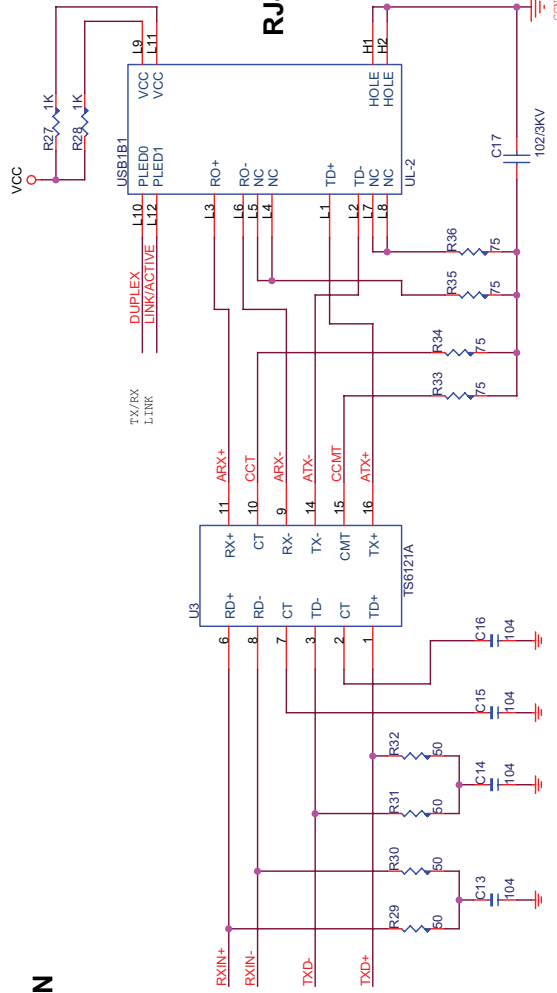 N
RJ
VCC
R27
1K
R28
1K
USB1B1
L10
PLED0
VCC
L9
L12
PLED1
VCC
L11
DUPLEX
LINK/ACTIVE
TX/RX
LINK
L3
RO+
L6
RO-
L5
NC
L4
NC
L1
TD+
L2
TD-
L7
NC
L8
NC
HOLE
H1
HOLE
H2
UL-2
C17
102/3KV
R36
75
R35
75
R34
75
R33
75
U3
6
RD+
RX+
11
ARX+
8
RD-
CT
10
CCT
7
CT
RX-
9
ARX-
3
TD-
TX-
14
ATX-
2
CT
CMT
15
CCMT
1
TD+
TX+
16
ATX+
TS6121A
RXIN+
RXIN-
TXD-
TXD+
R29
50
R30
50
R31
50
R32
50
C13
104
C14
104
C15
104
C16
104